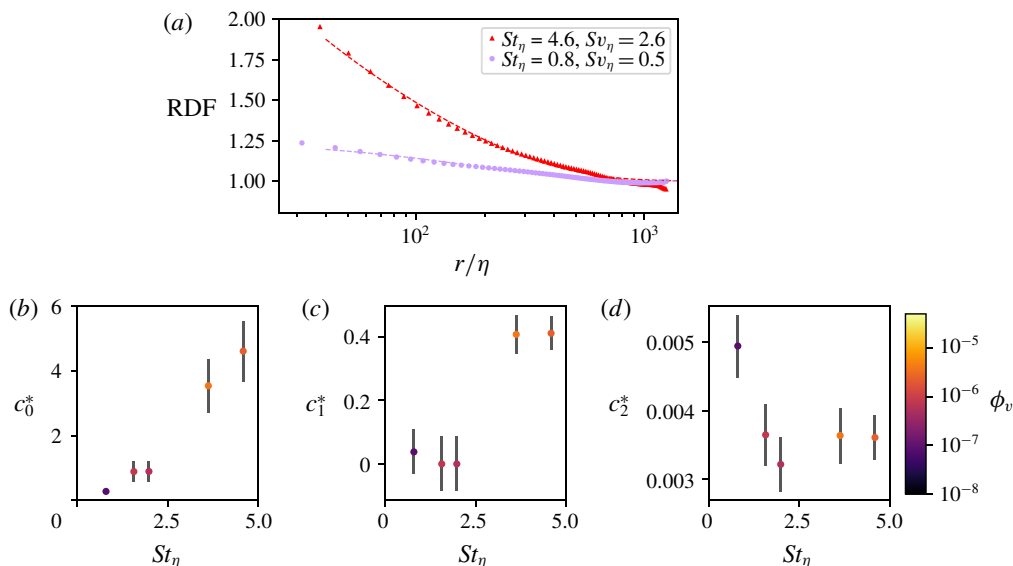 (a)
2.00
1.75
1.50
1.25
1.00
RDF
St_η = 4.6, Sv_η = 2.6
St_η = 0.8, Sv_η = 0.5
10^2
10^3
r/η
(b)
6
4
2
0
c_0^*
2.5
5.0
St_η
(c)
0.4
0.2
0
c_1^*
0
2.5
5.0
St_η
(d)
0.005
0.004
0.003
c_2^*
0
2.5
5.0
St_η
10^-5
10^-6
10^-7
10^-8
ϕ_v